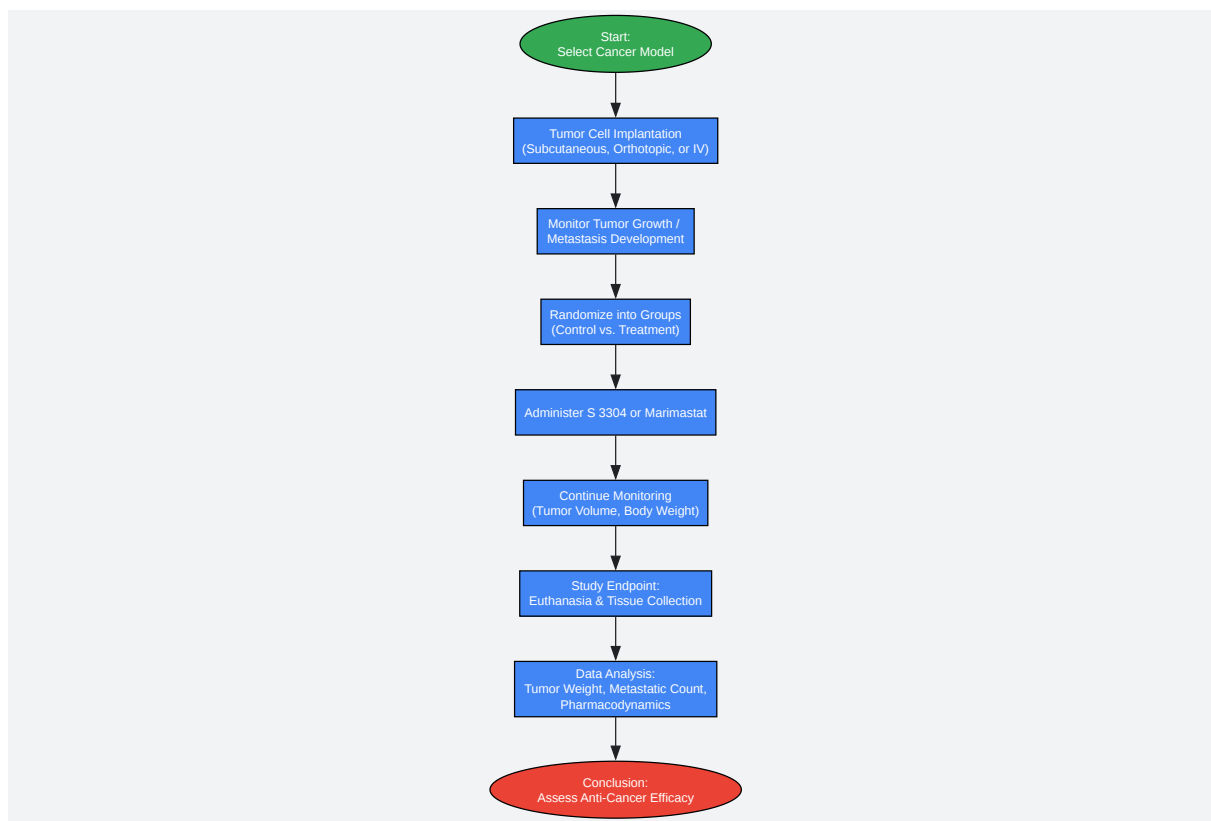 Start:
Select Cancer Model
Tumor Cell Implantation
(Subcutaneous, Orthotopic, or IV)
Monitor Tumor Growth /
Metastasis Development
Randomize into Groups
(Control vs. Treatment)
Administer S 3304 or Marimastat
Continue Monitoring
(Tumor Volume, Body Weight)
Study Endpoint:
Euthanasia & Tissue Collection
Data Analysis:
Tumor Weight, Metastatic Count,
Pharmacodynamics
Conclusion:
Assess Anti-Cancer Efficacy